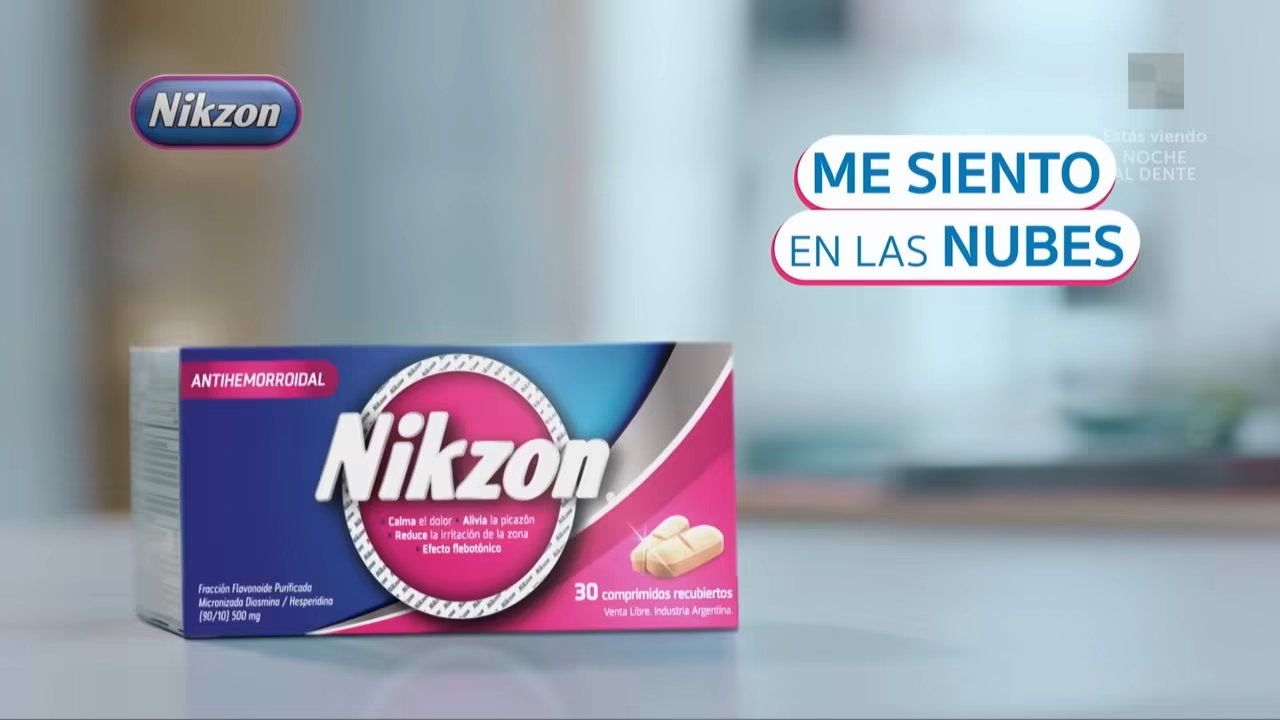 Nikzon
Estás viendo
NOCHE
AL DENTE
ME SIENTO
EN LAS NUBES
ANTIHEMORROIDAL
Nikzon
Calma el dolor • Alivia la picazón
• Reduce la irritación de la zona
• Efecto flebotónico
Fracción Flavonoide Purificada
Micronizada Diosmina / Hesperidina
(90/10) 500 mg
30 comprimidos recubiertos
Venta Libre. Industria Argentina.